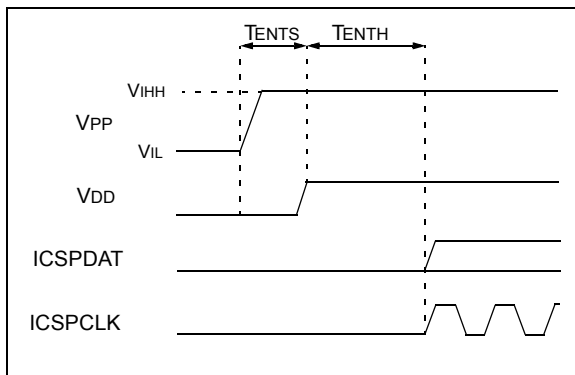 TENTS TENTH
VIHH
VPP
VIL
VDD
ICSPDAT
ICSPCLK